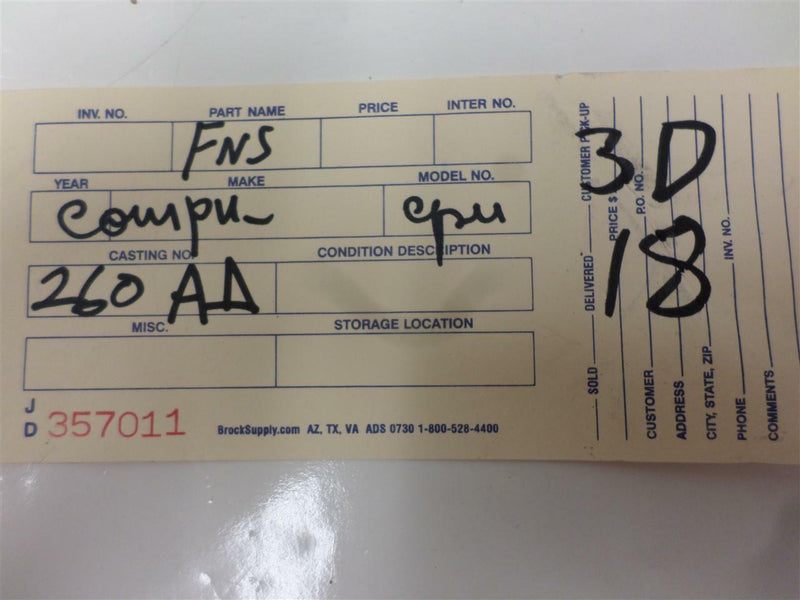 INV. NO. PART NAME PRICE INTER NO.
FNS
YEAR MAKE MODEL NO.
compu- cpu
CASTING NO. CONDITION DESCRIPTION
260 AA
MISC. STORAGE LOCATION
JD 357011
BrockSupply.com AZ, TX, VA ADS 0730 1-800-528-4400
3D
18
SOLD DELIVERED CUSTOMER PICK-UP
PRICE $
CUSTOMER P.O. NO.
ADDRESS
CITY, STATE, ZIP
PHONE INV. NO.
COMMENTS